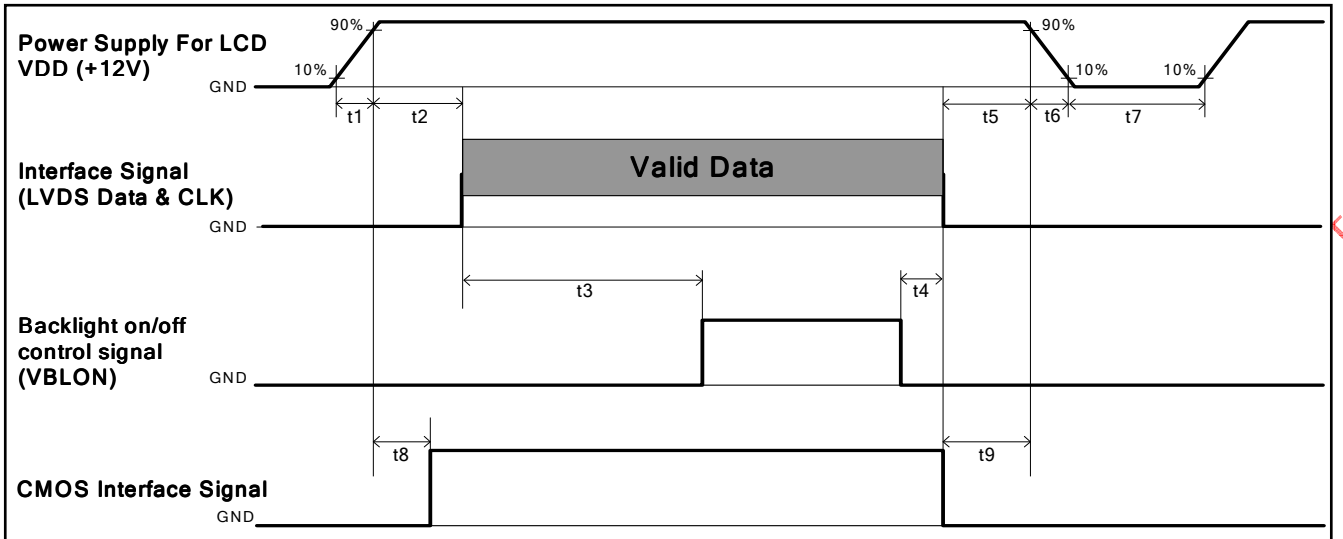 Power Supply For LCD
VDD (+12V)
GND
10%
90%
90%
10%
10%
t1
t2
t5
t6
t7
Interface Signal
(LVDS Data & CLK)
GND
Valid Data
t3
t4
Backlight on/off
control signal
(VBLON)
GND
t8
t9
CMOS Interface Signal
GND